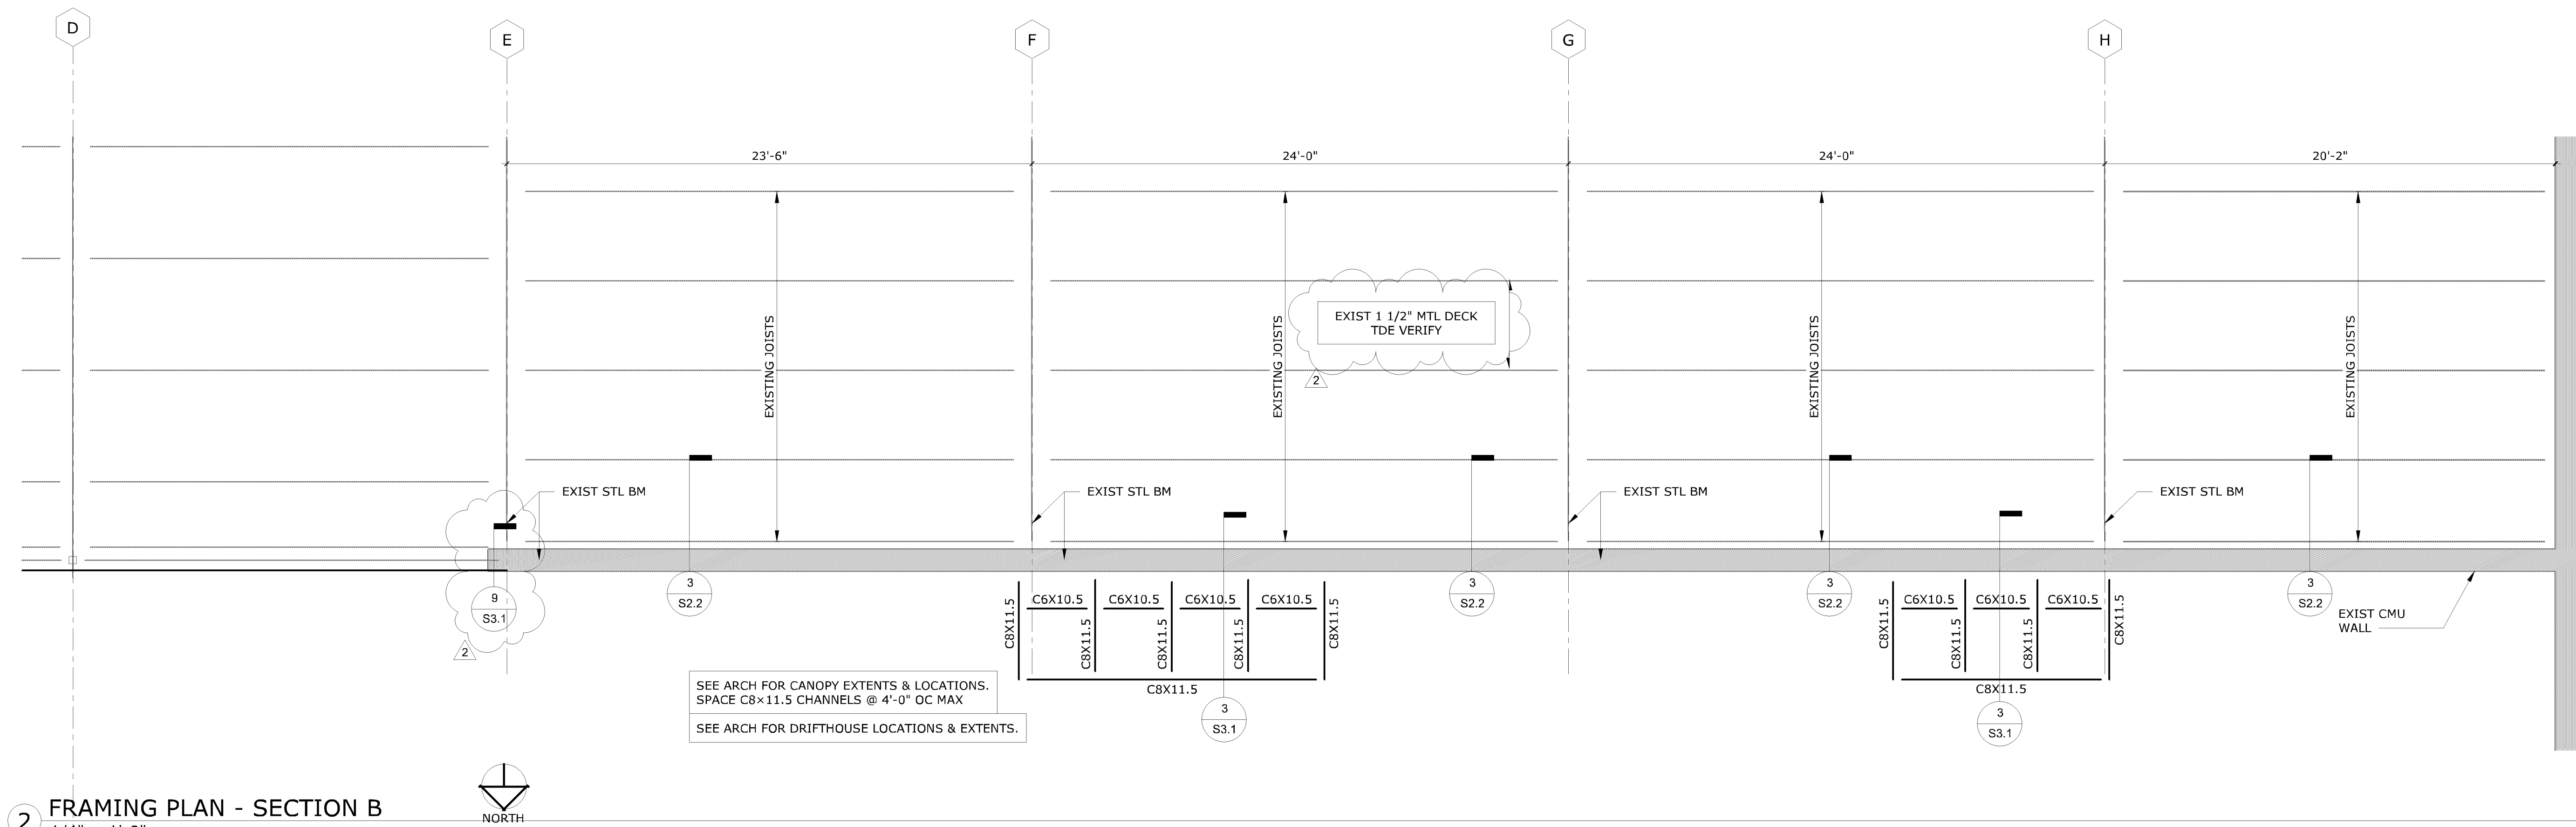 D
E
F
G
H
23'-6"
24'-0"
24'-0"
20'-2"
EXISTING JOISTS
EXISTING JOISTS
EXISTING JOISTS
EXISTING JOISTS
EXIST 1 1/2" MTL DECK
TDE VERIFY
2
EXIST STL BM
EXIST STL BM
EXIST STL BM
EXIST STL BM
9
S3.1
2
3
S2.2
3
S2.2
3
S2.2
3
S2.2
C8X11.5
C6X10.5
C8X11.5
C6X10.5
C8X11.5
C6X10.5
C8X11.5
C6X10.5
C8X11.5
C8X11.5
3
S3.1
C8X11.5
C6X10.5
C8X11.5
C6X10.5
C8X11.5
C6X10.5
C8X11.5
C8X11.5
3
S3.1
EXIST CMU
WALL
SEE ARCH FOR CANOPY EXTENTS & LOCATIONS.
SPACE C8×11.5 CHANNELS @ 4'-0" OC MAX
SEE ARCH FOR DRIFTHOUSE LOCATIONS & EXTENTS.
2
FRAMING PLAN - SECTION B
NORTH